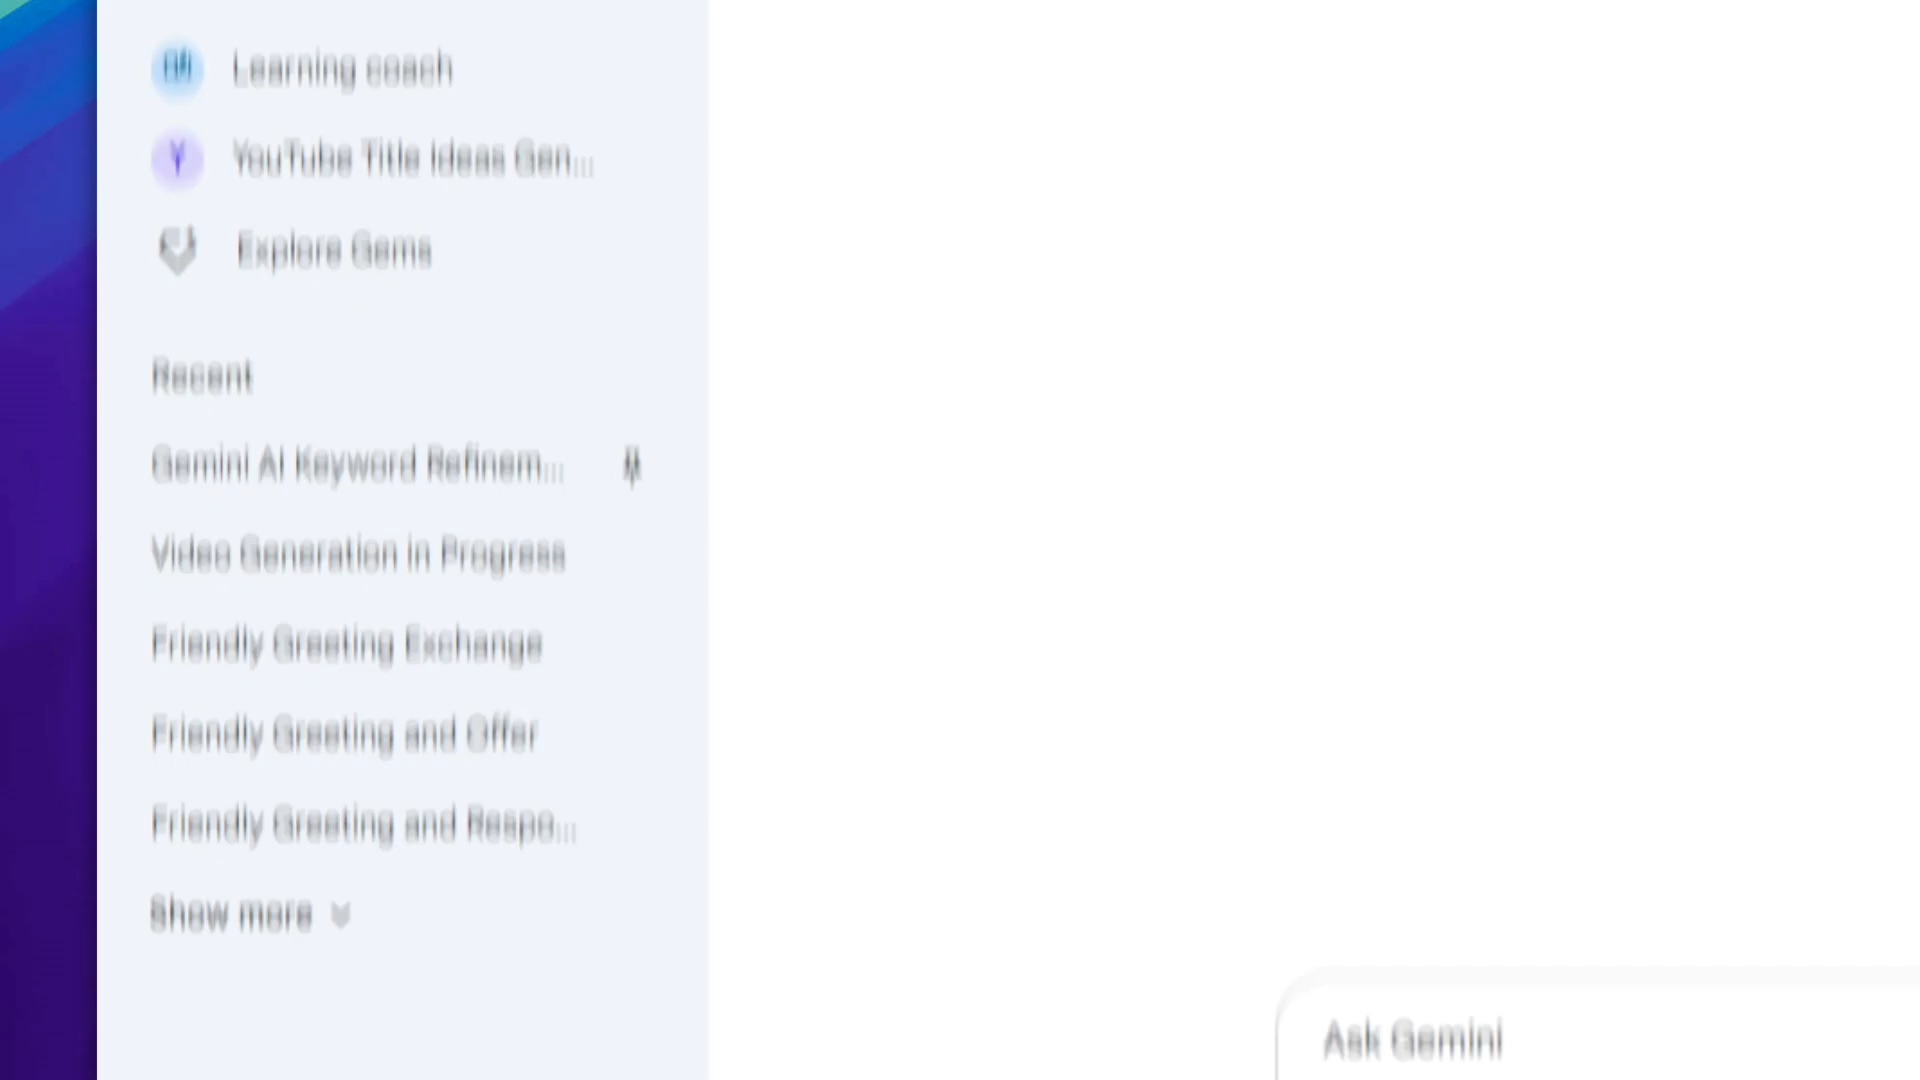 Learning coach
Y YouTube Title Ideas Gen...
Explore Gems
Recent
Gemini AI Keyword Refinem...
Video Generation in Progress
Friendly Greeting Exchange
Friendly Greeting and Offer
Friendly Greeting and Respo...
Show more
Ask Gemini